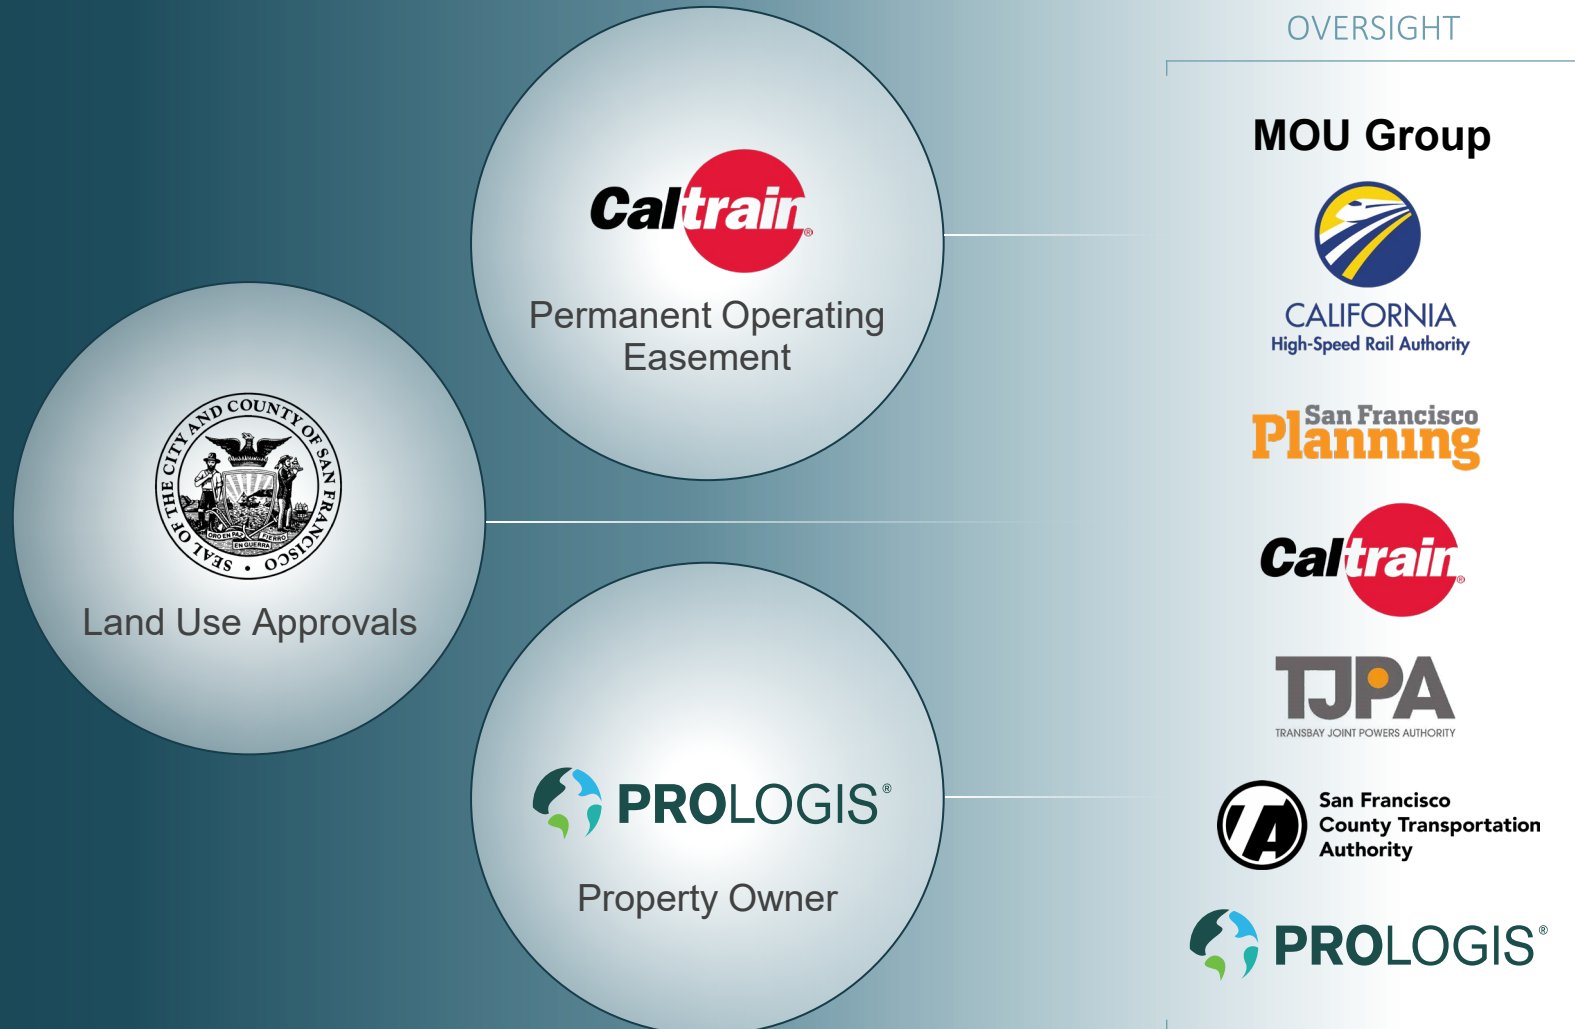 OVERSIGHT
MOU Group
Caltrain®
Permanent Operating
Easement
SEAL OF THE CITY AND COUNTY OF SAN FRANCISCO
ORO EN PAZ
FIERRO
EN GUERRA
Land Use Approvals
PROLOGIS®
Property Owner
CALIFORNIA
High-Speed Rail Authority
San Francisco
Planning
Caltrain®
TJPA
TRANSBAY JOINT POWERS AUTHORITY
TA
San Francisco
County Transportation
Authority
PROLOGIS®